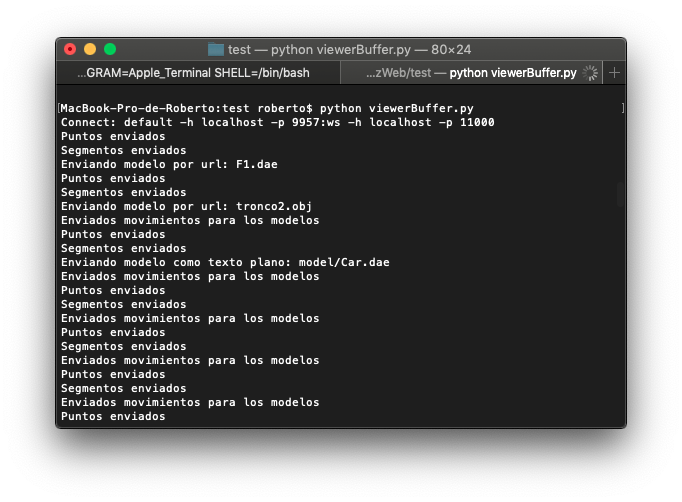 test — python viewerBuffer.py — 80×24
...GRAM=Apple_Terminal SHELL=/bin/bash
...zWeb/test — python viewerBuffer.py
+
[MacBook-Pro-de-Roberto:test roberto$ python viewerBuffer.py ]
Connect: default -h localhost -p 9957:ws -h localhost -p 11000
Puntos enviados
Segmentos enviados
Enviando modelo por url: F1.dae
Puntos enviados
Segmentos enviados
Enviando modelo por url: tronco2.obj
Enviados movimientos para los modelos
Puntos enviados
Segmentos enviados
Enviando modelo como texto plano: model/Car.dae
Enviados movimientos para los modelos
Puntos enviados
Segmentos enviados
Enviados movimientos para los modelos
Puntos enviados
Segmentos enviados
Enviados movimientos para los modelos
Puntos enviados
Segmentos enviados
Enviados movimientos para los modelos
Puntos enviados